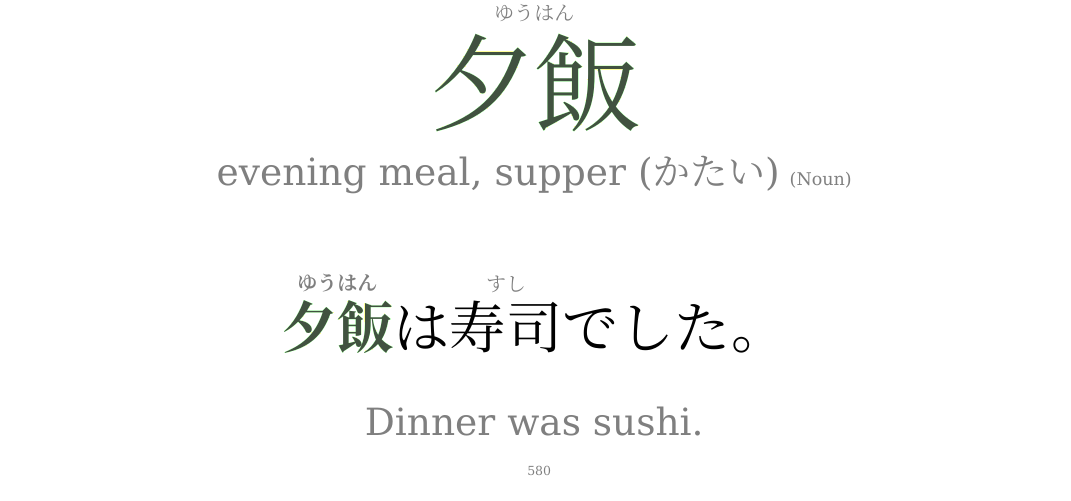 ゆうはん
夕飯
evening meal, supper (かたい) (Noun)
ゆうはん すし
夕飯は寿司でした。
Dinner was sushi.
580